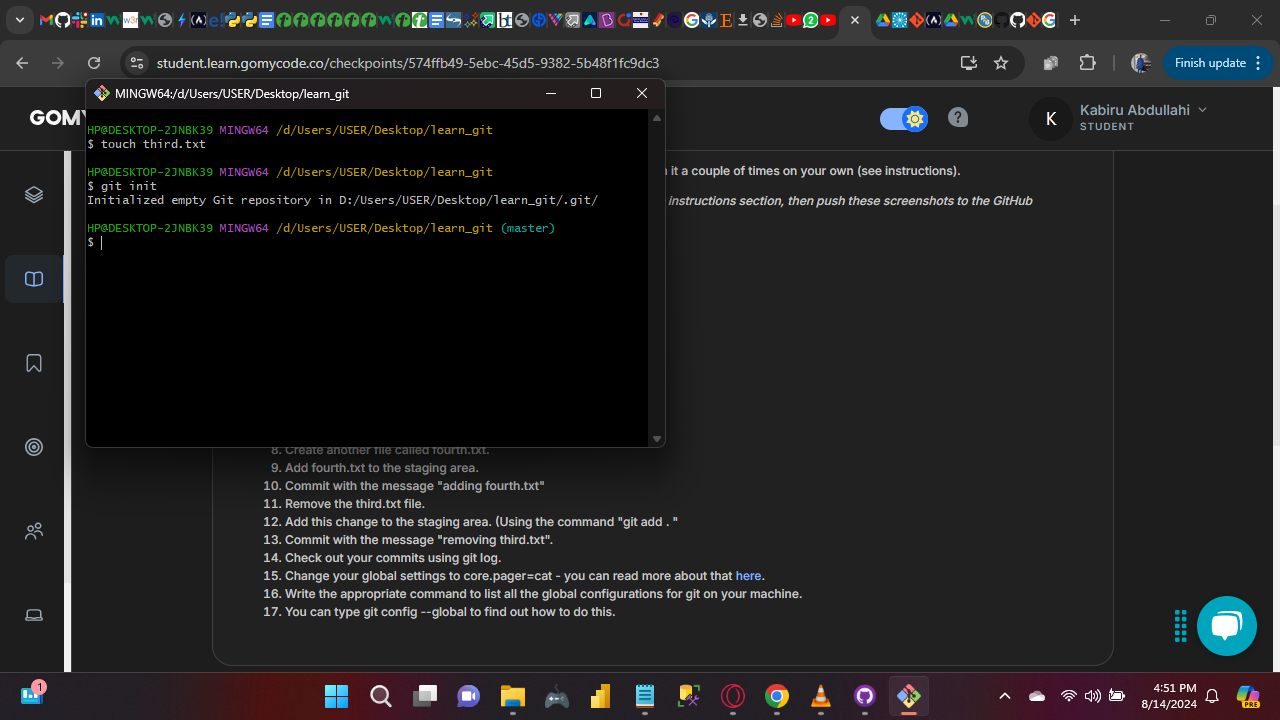 student.learn.gomycode.co/checkpoints/574ffb49-5ebc-45d5-9382-5b48f1fc9dc3
Finish update
MINGW64:/d/Users/USER/Desktop/learn_git
GOMY
K
Kabiru Abdullahi
STUDENT
HP@DESKTOP-2JNBK39 MINGW64 /d/Users/USER/Desktop/learn_git
$ touch third.txt
HP@DESKTOP-2JNBK39 MINGW64 /d/Users/USER/Desktop/learn_git
$ git init
Initialized empty Git repository in D:/Users/USER/Desktop/learn_git/.git/
HP@DESKTOP-2JNBK39 MINGW64 /d/Users/USER/Desktop/learn_git (master)
$
it a couple of times on your own (see instructions).
instructions section, then push these screenshots to the GitHub
8. Create another file called fourth.txt.
9. Add fourth.txt to the staging area.
10. Commit with the message "adding fourth.txt"
11. Remove the third.txt file.
12. Add this change to the staging area. (Using the command "git add . "
13. Commit with the message "removing third.txt".
14. Check out your commits using git log.
15. Change your global settings to core.pager=cat - you can read more about that here.
16. Write the appropriate command to list all the global configurations for git on your machine.
17. You can type git config --global to find out how to do this.
1
4:51 PM
8/14/2024
PRE